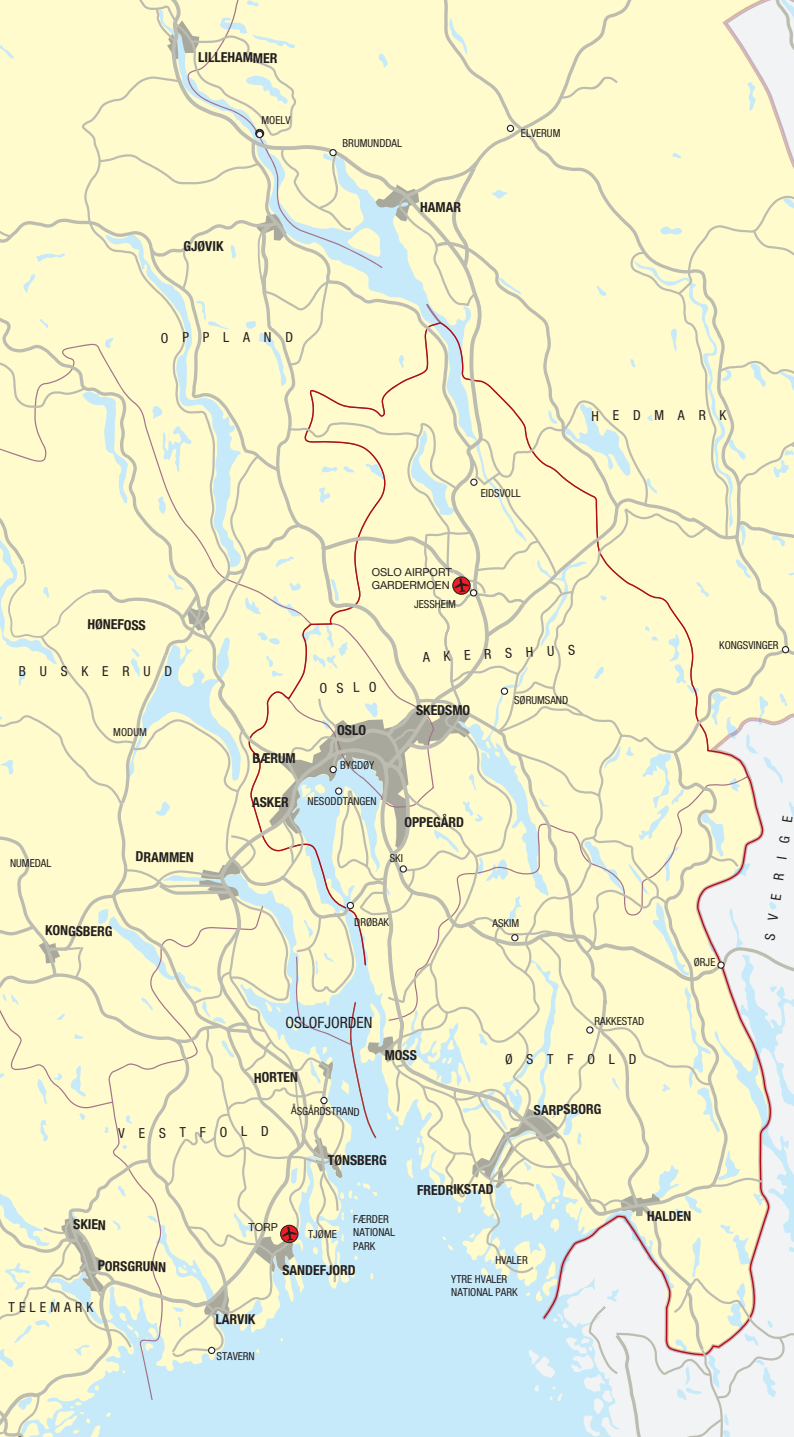 LILLEHAMMER
MOELV
ELVERUM
BRUMUNDDAL
HAMAR
GJØVIK
OPPLAND
HEDMARK
EIDSVOLL
OSLO AIRPORT
GARDERMOEN
JESSHEIM
HØNEFOSS
KONGSVINGER
AKERSHUS
BUSKERUD
OSLO
SØRUMSAND
SKEDSMO
OSLO
MODUM
BÆRUM
BYGDØY
NESODDTANGEN
ASKER
OPPEGÅRD
SVERIGE
DRAMMEN
SKI
NUMEDAL
DRØBAK
ASKIM
KONGSBERG
ØRJE
OSLOFJORDEN
RAKKESTAD
MOSS
ØSTFOLD
HORTEN
ÅSGÅRDSTRAND
SARPSBORG
VESTFOLD
TØNSBERG
FREDRIKSTAD
HALDEN
SKIEN
TORP
TJØME
FÆRDER
NATIONAL
PARK
PORSGRUNN
SANDEFJORD
HVALER
YTRE HVALER
NATIONAL PARK
TELEMARK
LARVIK
STAVERN